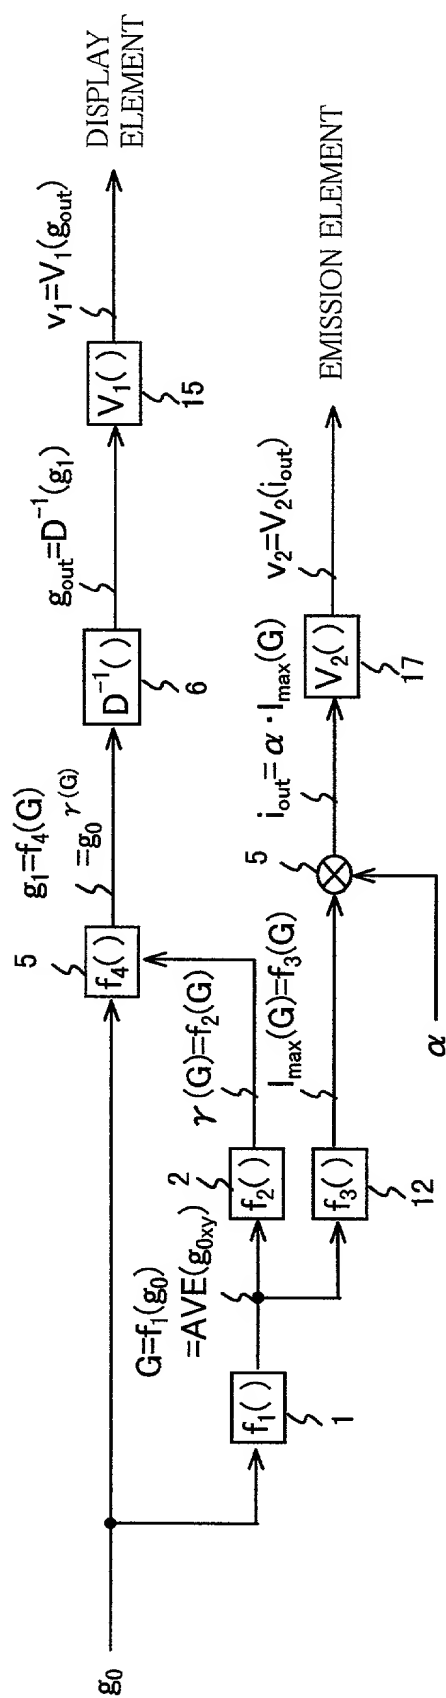 g₀
G=f₁(g₀)
=AVE(g₀xy)
f₁()
1
2
f₂()
γ(G)=f₂(G)
f₃()
12
Imax(G)=f₃(G)
5
f₄()
g₁=f₄(G)
=g₀^γ(G)
D⁻¹()
6
gout=D⁻¹(g₁)
V₁()
15
v₁=V₁(gout)
DISPLAY
ELEMENT
α
5
iout=α・Imax(G)
V₂()
17
v₂=V₂(iout)
EMISSION ELEMENT